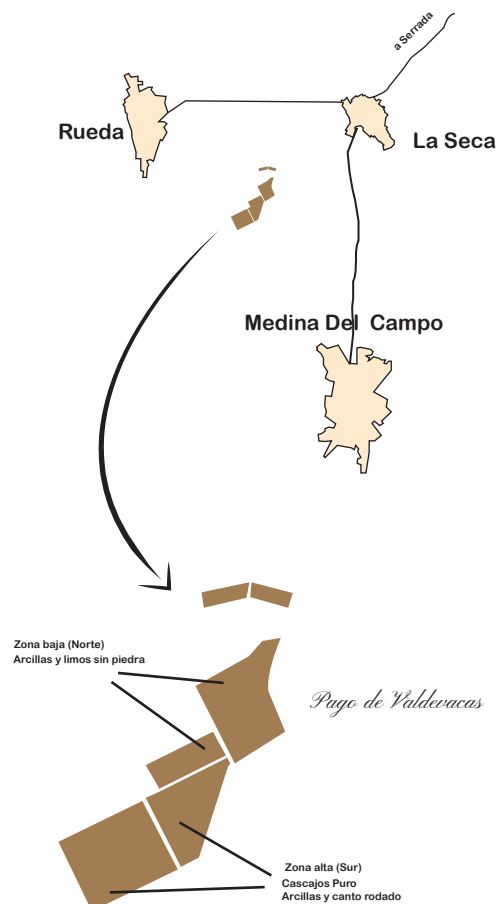 a Serrada
Rueda
La Seca
Medina Del Campo
Zona baja (Norte)
Arcillas y limos sin piedra
Pago de Valdevacas
Zona alta (Sur)
Cascajos Puro
Arcillas y canto rodado